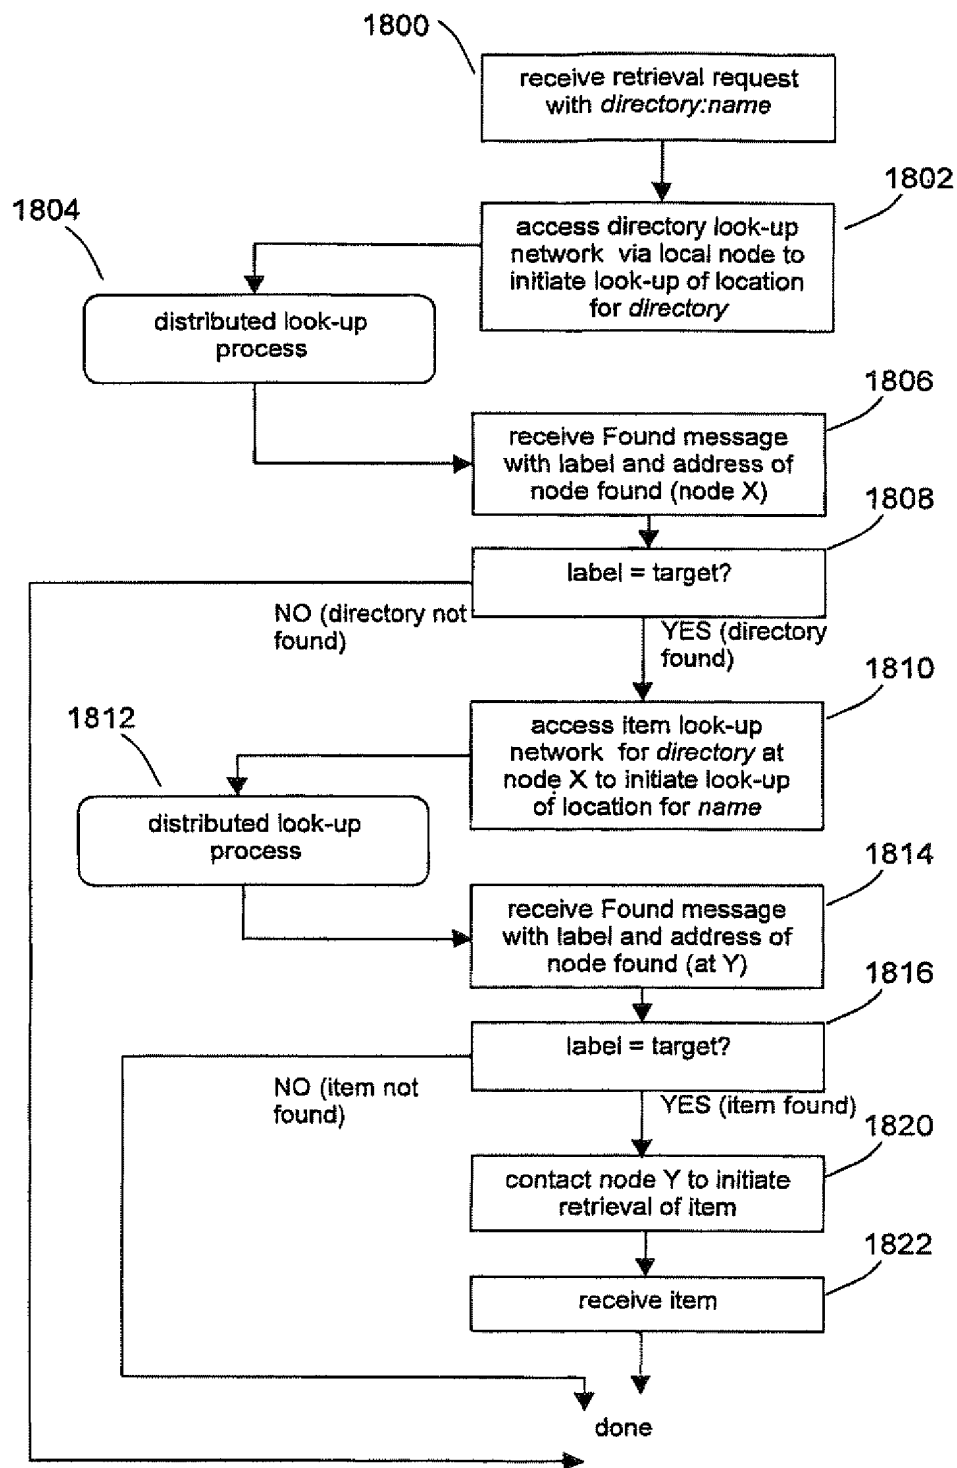 1800
receive retrieval request
with directory:name
1802
access directory look-up
network via local node to
initiate look-up of location
for directory
1804
distributed look-up
process
1806
receive Found message
with label and address of
node found (node X)
1808
label = target?
NO (directory not
found)
YES (directory
found)
1810
access item look-up
network for directory at
node X to initiate look-up
of location for name
1812
distributed look-up
process
1814
receive Found message
with label and address of
node found (at Y)
1816
label = target?
NO (item not
found)
YES (item found)
1820
contact node Y to initiate
retrieval of item
1822
receive item
done